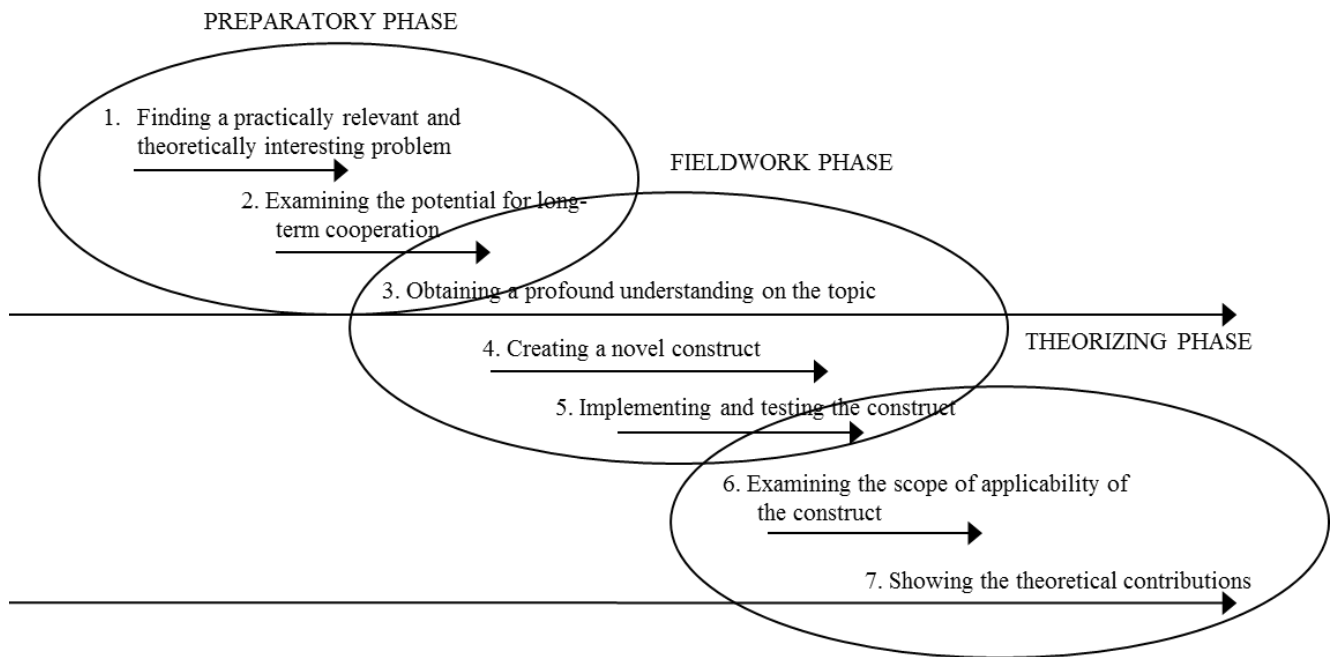 PREPARATORY PHASE
1. Finding a practically relevant and
theoretically interesting problem
FIELDWORK PHASE
2. Examining the potential for long-
term cooperation
3. Obtaining a profound understanding on the topic
THEORIZING PHASE
4. Creating a novel construct
5. Implementing and testing the construct
6. Examining the scope of applicability of
the construct
7. Showing the theoretical contributions